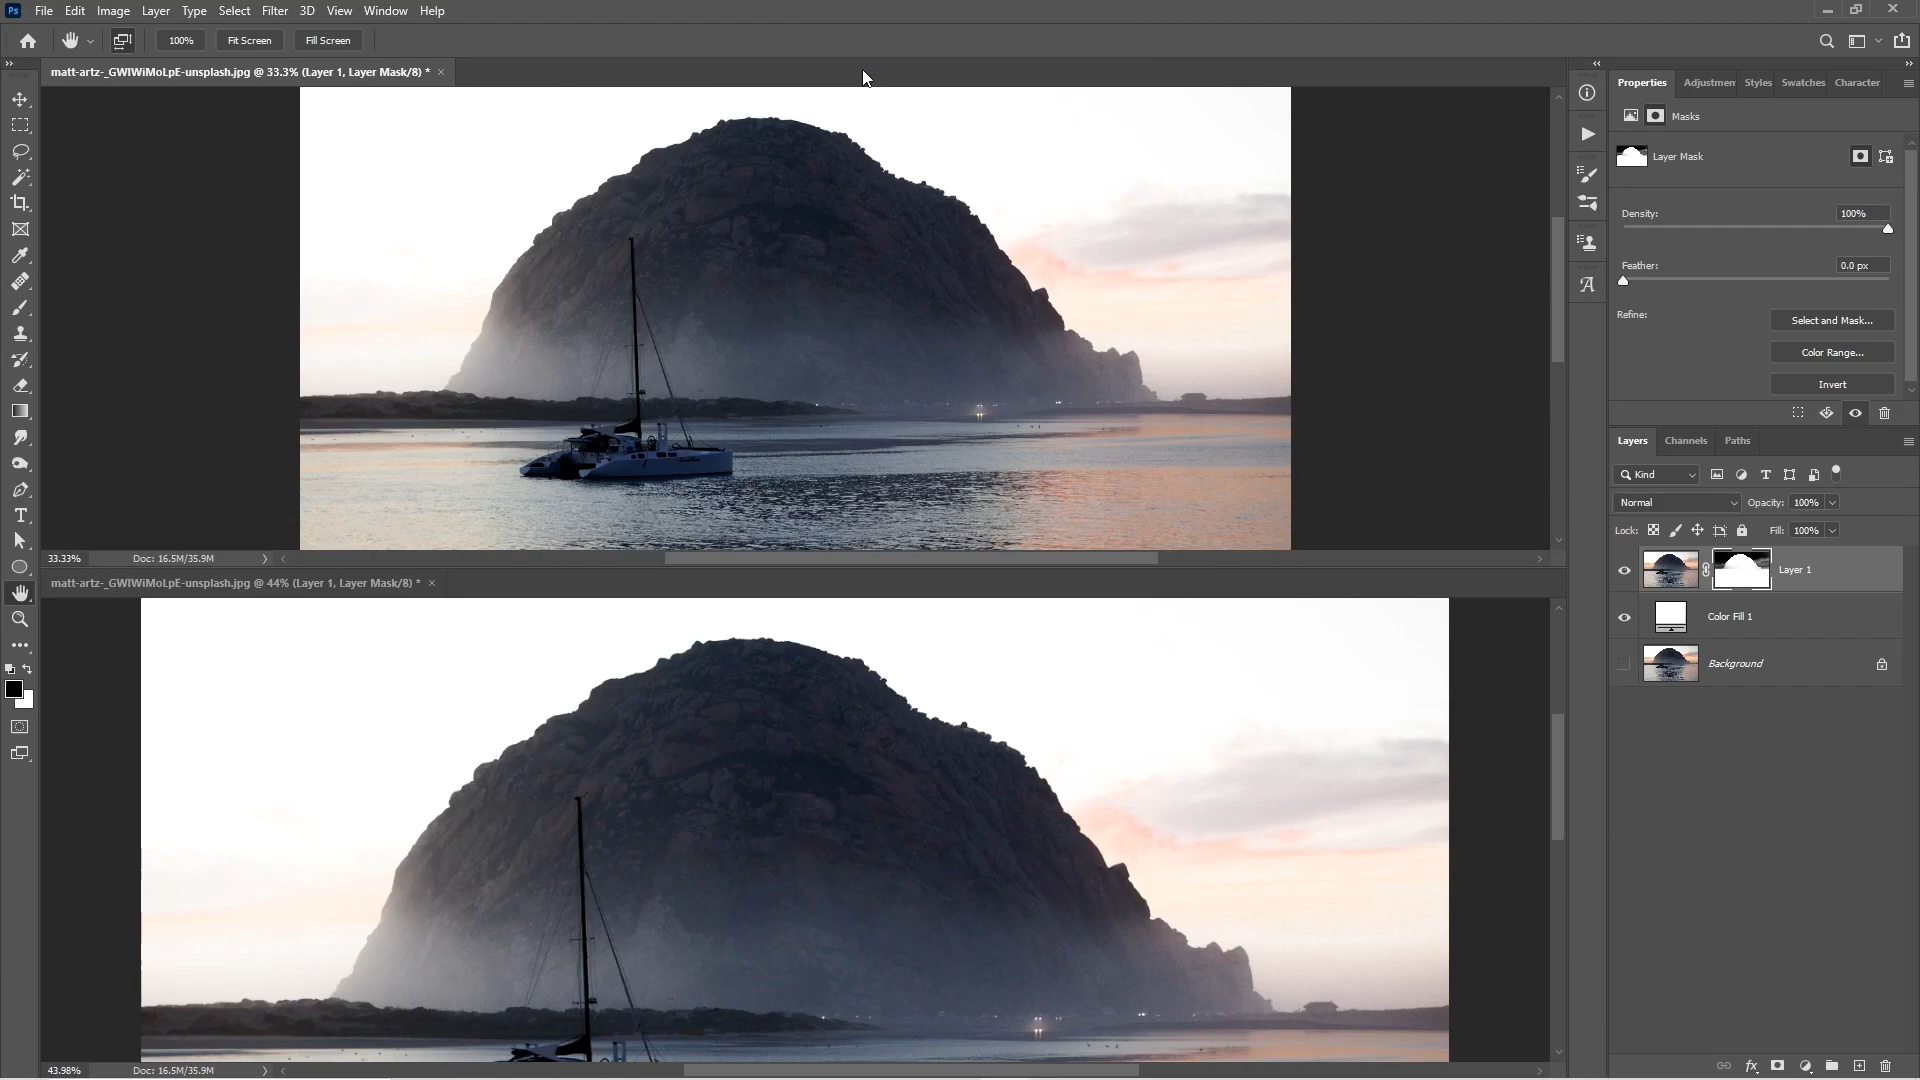 Ps File Edit Image Layer Type Select Filter 3D View Window Help
100% Fit Screen Fill Screen
matt-artz-_GWIWiMoLpE-unsplash.jpg @ 33.3% (Layer 1, Layer Mask/8) *
Properties Adjustmen Styles Swatches Character
Masks
Layer Mask
Density: 100%
Feather: 0.0 px
Refine:
Select and Mask...
Color Range...
Invert
Layers Channels Paths
Kind
Normal Opacity: 100%
Lock: Fill: 100%
Layer 1
Color Fill 1
Background
33.33% Doc: 16.5M/35.9M
matt-artz-_GWIWiMoLpE-unsplash.jpg @ 44% (Layer 1, Layer Mask/8) *
43.98% Doc: 16.5M/35.9M
fx